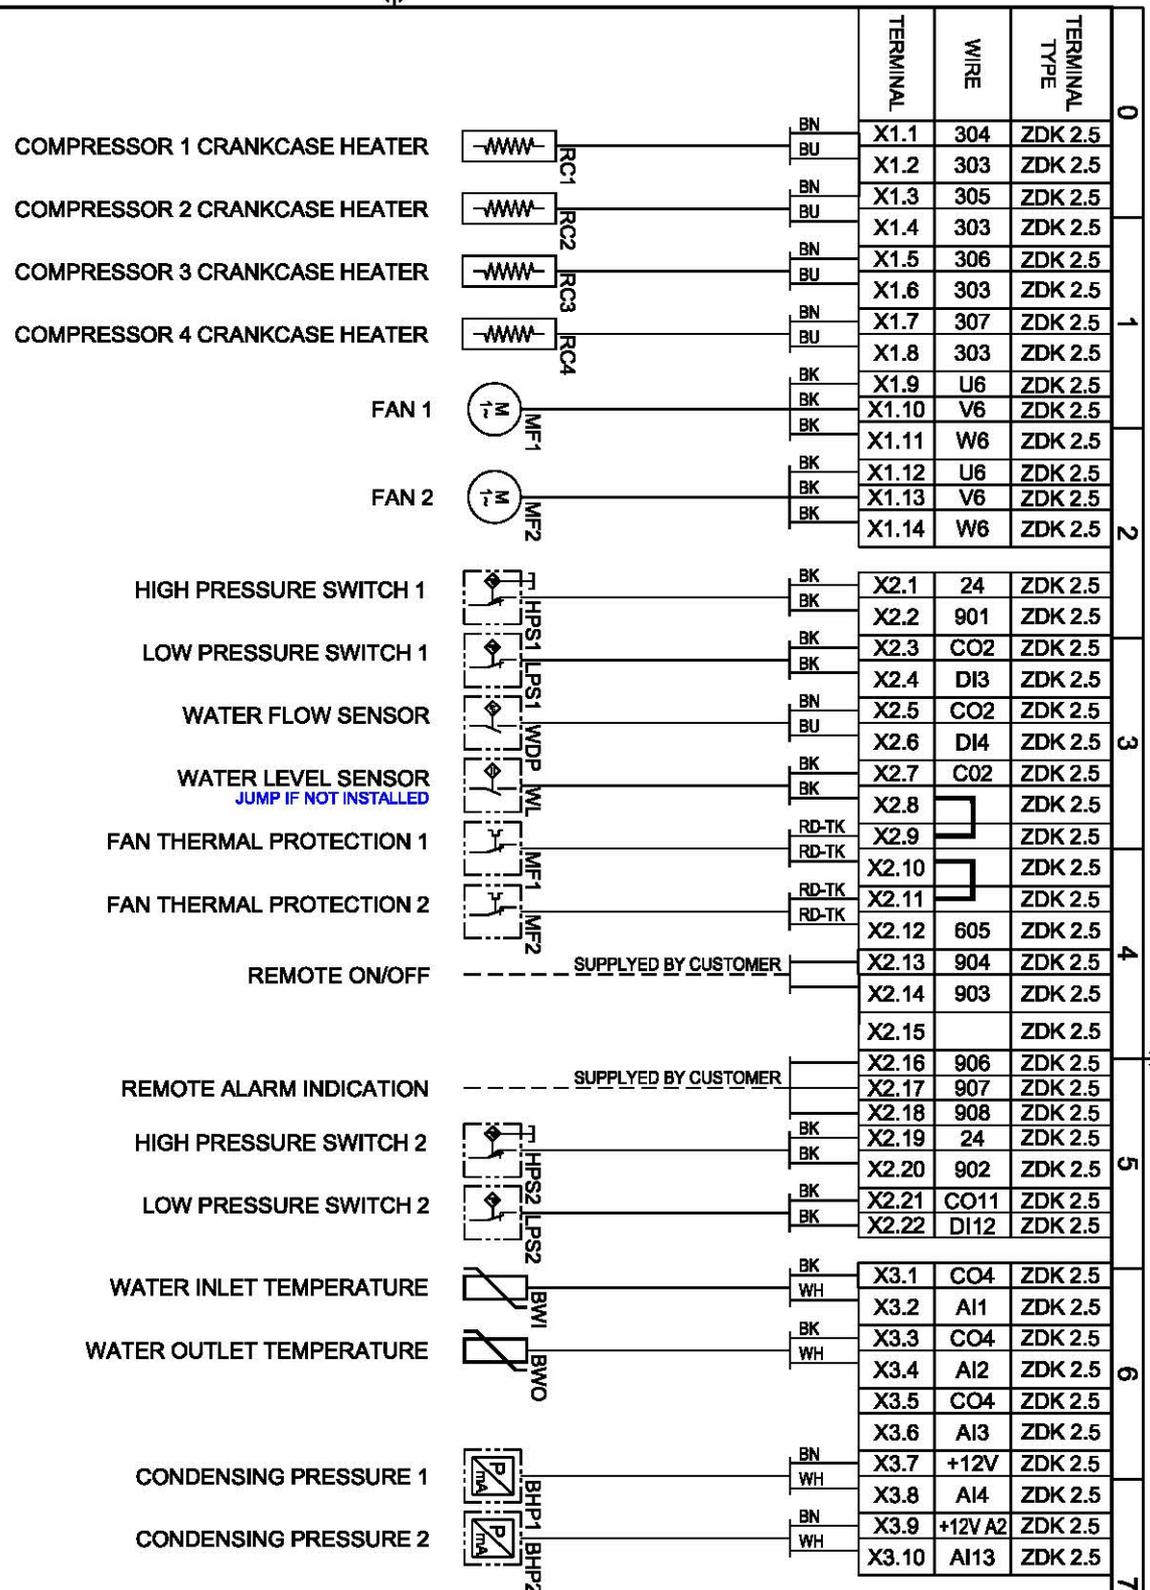 TERMINAL WIRE TERMINAL TYPE 0
COMPRESSOR 1 CRANKCASE HEATER RC1 BN X1.1 304 ZDK 2.5
BU X1.2 303 ZDK 2.5
COMPRESSOR 2 CRANKCASE HEATER RC2 BN X1.3 305 ZDK 2.5
BU X1.4 303 ZDK 2.5
COMPRESSOR 3 CRANKCASE HEATER RC3 BN X1.5 306 ZDK 2.5
BU X1.6 303 ZDK 2.5
COMPRESSOR 4 CRANKCASE HEATER RC4 BN X1.7 307 ZDK 2.5 1
BU X1.8 303 ZDK 2.5
BK X1.9 U6 ZDK 2.5
FAN 1 M 1~ MF1 BK X1.10 V6 ZDK 2.5
BK X1.11 W6 ZDK 2.5
BK X1.12 U6 ZDK 2.5
FAN 2 M 1~ MF2 BK X1.13 V6 ZDK 2.5
BK X1.14 W6 ZDK 2.5 2
HIGH PRESSURE SWITCH 1 HPS1 BK X2.1 24 ZDK 2.5
BK X2.2 901 ZDK 2.5
LOW PRESSURE SWITCH 1 LPS1 BK X2.3 CO2 ZDK 2.5
BK X2.4 DI3 ZDK 2.5
WATER FLOW SENSOR WDP BN X2.5 CO2 ZDK 2.5
BU X2.6 DI4 ZDK 2.5 3
WATER LEVEL SENSOR WL BK X2.7 C02 ZDK 2.5
JUMP IF NOT INSTALLED BK X2.8 ZDK 2.5
FAN THERMAL PROTECTION 1 MF1 RD-TK X2.9 ZDK 2.5
RD-TK X2.10 ZDK 2.5
FAN THERMAL PROTECTION 2 MF2 RD-TK X2.11 ZDK 2.5
RD-TK X2.12 605 ZDK 2.5
REMOTE ON/OFF SUPPLYED BY CUSTOMER X2.13 904 ZDK 2.5 4
X2.14 903 ZDK 2.5
X2.15 ZDK 2.5
X2.16 906 ZDK 2.5
REMOTE ALARM INDICATION SUPPLYED BY CUSTOMER X2.17 907 ZDK 2.5
X2.18 908 ZDK 2.5
HIGH PRESSURE SWITCH 2 HPS2 BK X2.19 24 ZDK 2.5
BK X2.20 902 ZDK 2.5 5
LOW PRESSURE SWITCH 2 LPS2 BK X2.21 CO11 ZDK 2.5
BK X2.22 DI12 ZDK 2.5
WATER INLET TEMPERATURE BWI BK X3.1 CO4 ZDK 2.5
WH X3.2 AI1 ZDK 2.5
WATER OUTLET TEMPERATURE BWO BK X3.3 CO4 ZDK 2.5
WH X3.4 AI2 ZDK 2.5 6
X3.5 CO4 ZDK 2.5
X3.6 AI3 ZDK 2.5
CONDENSING PRESSURE 1 P mA BHP1 BN X3.7 +12V ZDK 2.5
WH X3.8 AI4 ZDK 2.5
CONDENSING PRESSURE 2 P mA BHP2 BN X3.9 +12V A2 ZDK 2.5
WH X3.10 AI13 ZDK 2.5 7